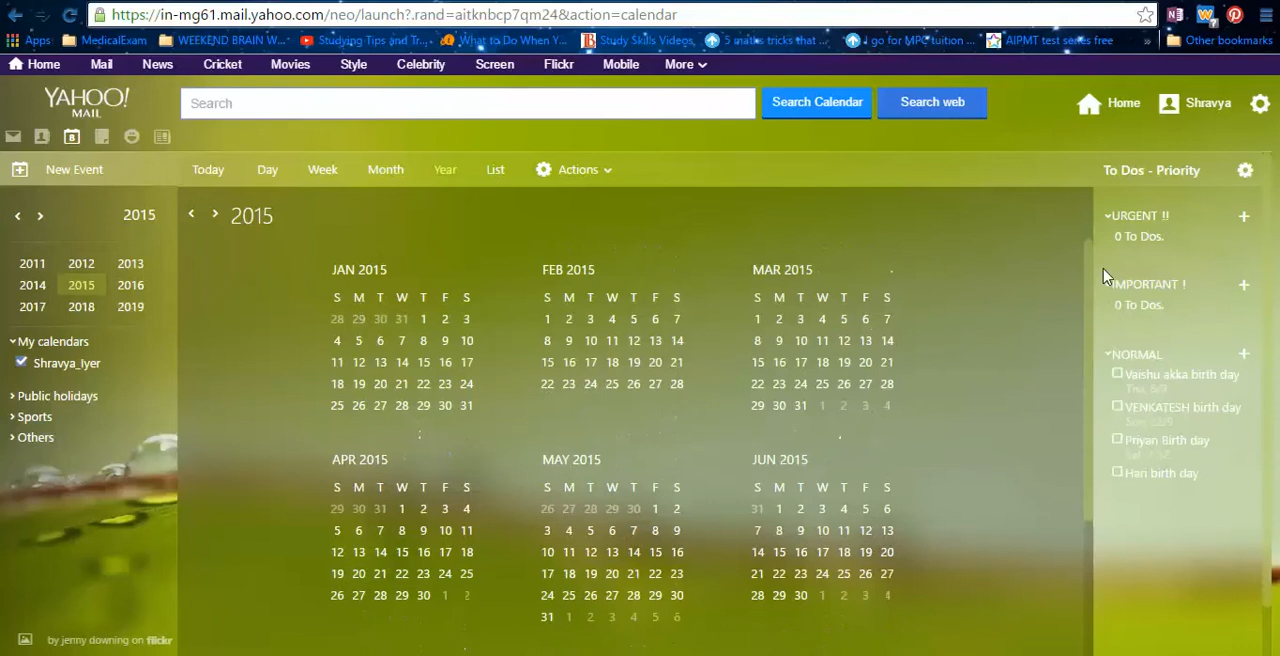 https://in-mg61.mail.yahoo.com/neo/launch?.rand=aitknbcp7qm24&action=calendar
Apps MedicalExam WEEKEND BRAIN W... Studying Tips and Tr... What to Do When Y... Study Skills Videos 5 maths tricks that ... I go for MPC tuition ... AIPMT test series free » Other bookmarks
Home Mail News Cricket Movies Style Celebrity Screen Flickr Mobile More
YAHOO!
MAIL
Search Search Calendar Search web Home Shravya
8
New Event Today Day Week Month Year List Actions To Dos - Priority
< > 2015
2011 2012 2013
2014 2015 2016
2017 2018 2019
My calendars
Shravya_Iyer
Public holidays
Sports
Others
by jenny downing on flickr
< > 2015
JAN 2015
S M T W T F S
28 29 30 31 1 2 3
4 5 6 7 8 9 10
11 12 13 14 15 16 17
18 19 20 21 22 23 24
25 26 27 28 29 30 31
FEB 2015
S M T W T F S
1 2 3 4 5 6 7
8 9 10 11 12 13 14
15 16 17 18 19 20 21
22 23 24 25 26 27 28
MAR 2015
S M T W T F S
1 2 3 4 5 6 7
8 9 10 11 12 13 14
15 16 17 18 19 20 21
22 23 24 25 26 27 28
29 30 31 1 2 3 4
APR 2015
S M T W T F S
29 30 31 1 2 3 4
5 6 7 8 9 10 11
12 13 14 15 16 17 18
19 20 21 22 23 24 25
26 27 28 29 30 1 2
MAY 2015
S M T W T F S
26 27 28 29 30 1 2
3 4 5 6 7 8 9
10 11 12 13 14 15 16
17 18 19 20 21 22 23
24 25 26 27 28 29 30
31 1 2 3 4 5 6
JUN 2015
S M T W T F S
31 1 2 3 4 5 6
7 8 9 10 11 12 13
14 15 16 17 18 19 20
21 22 23 24 25 26 27
28 29 30 1 2 3 4
URGENT !! +
0 To Dos.
IMPORTANT ! +
0 To Dos.
NORMAL +
Vaishu akka birth day
VENKATESH birth day
Priyan Birth day
Hari birth day